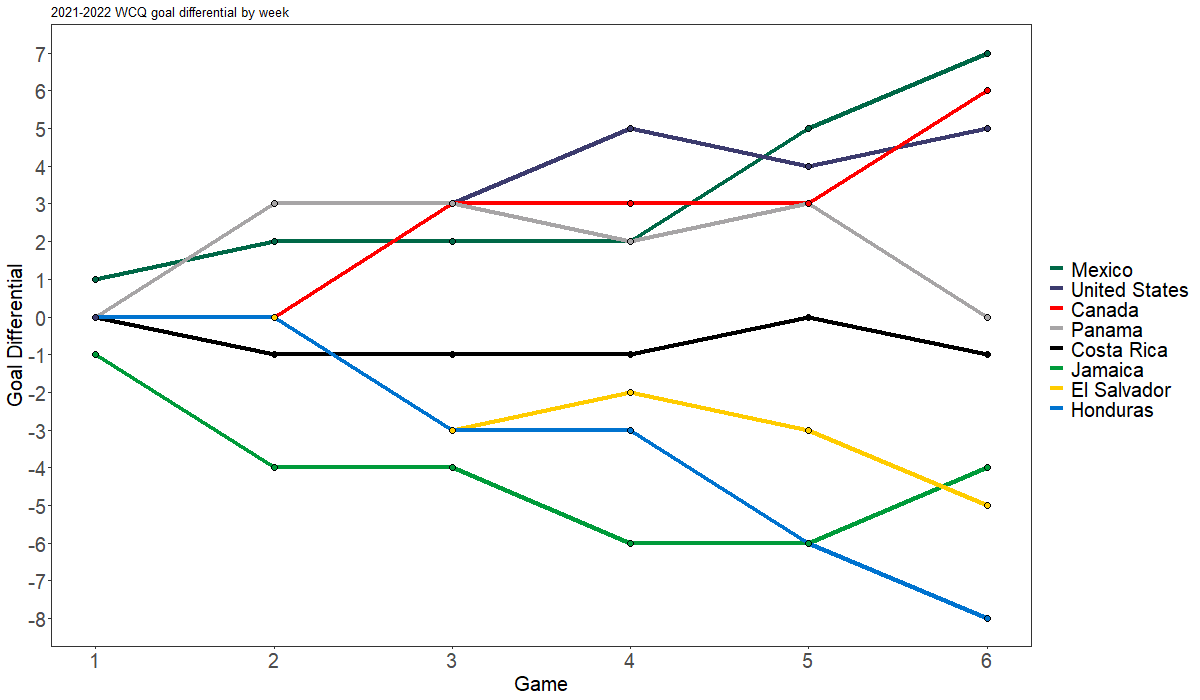 2021-2022 WCQ goal differential by week
7
6
5
4
3
2
1
0
-1
-2
-3
-4
-5
-6
-7
-8
Goal Differential
1 2 3 4 5 6
Game
Mexico
United States
Canada
Panama
Costa Rica
Jamaica
El Salvador
Honduras